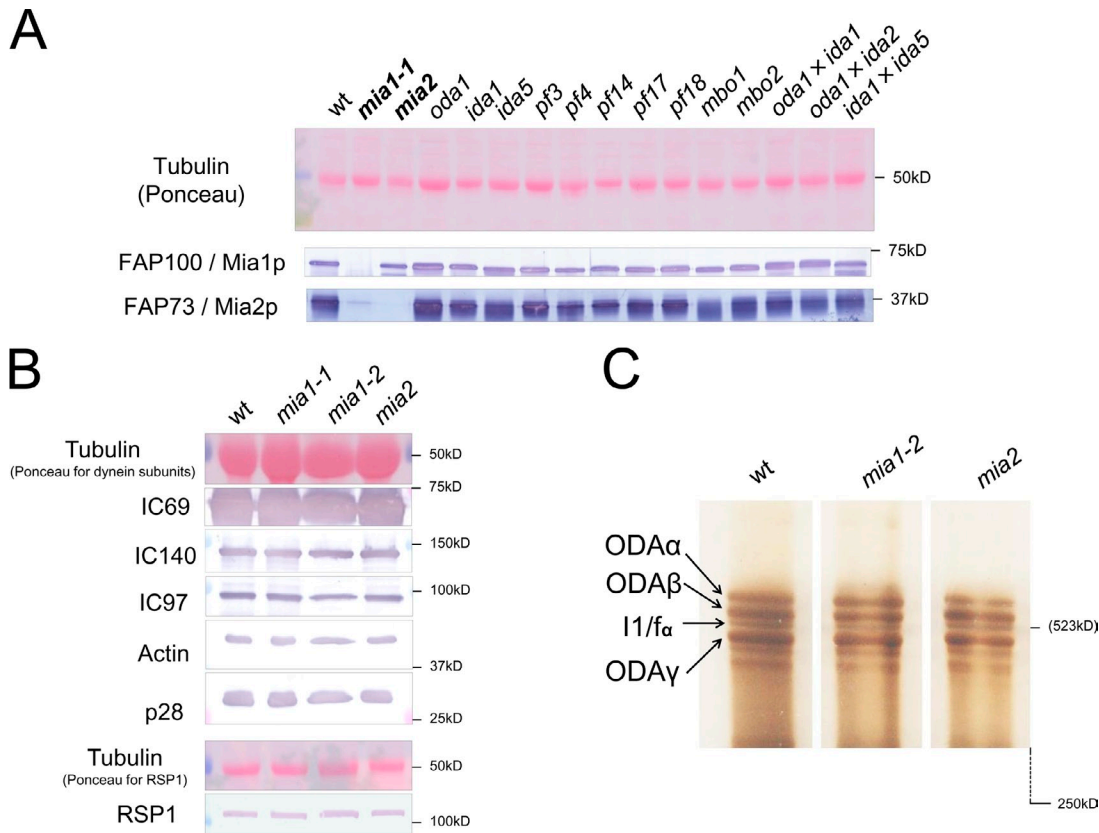 A
wt mia1-1 mia2 oda1 ida1 ida5 pf3 pf4 pf14 pf17 pf18 mbo1 mbo2 oda1×ida1 oda1×ida2 ida1×ida5
Tubulin
(Ponceau)
50kD
75kD
FAP100 / Mia1p
FAP73 / Mia2p
37kD
B
wt mia1-1 mia1-2 mia2
Tubulin
(Ponceau for dynein subunits)
50kD
75kD
IC69
150kD
IC140
100kD
IC97
Actin
37kD
p28
25kD
Tubulin
(Ponceau for RSP1)
50kD
RSP1
100kD
C
wt mia1-2 mia2
ODAα
ODAβ
I1/fα
(523kD)
ODAγ
250kD